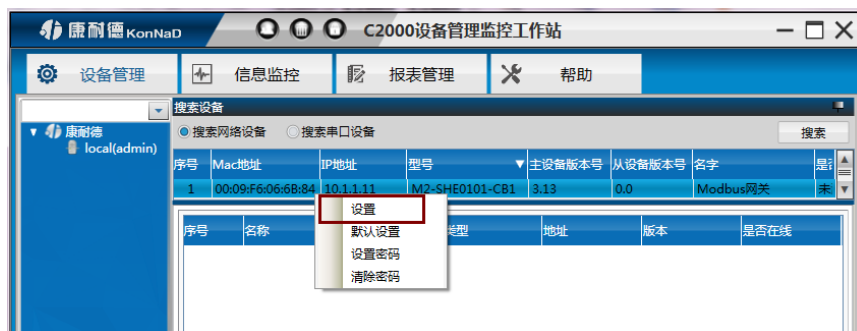 康耐德 KonNaD C2000设备管理监控工作站
设备管理 信息监控 报表管理 帮助
搜索设备
康耐德
local(admin)
搜索网络设备 搜索串口设备 搜索
序号 Mac地址 IP地址 型号 主设备版本号 从设备版本号 名字
1 00:09:F6:06:6B:84 10.1.1.11 M2-SHE0101-CB1 3.13 0.0 Modbus网关 未
设置
默认设置
设置密码
清除密码
序号 名称 类型 地址 版本 是否在线